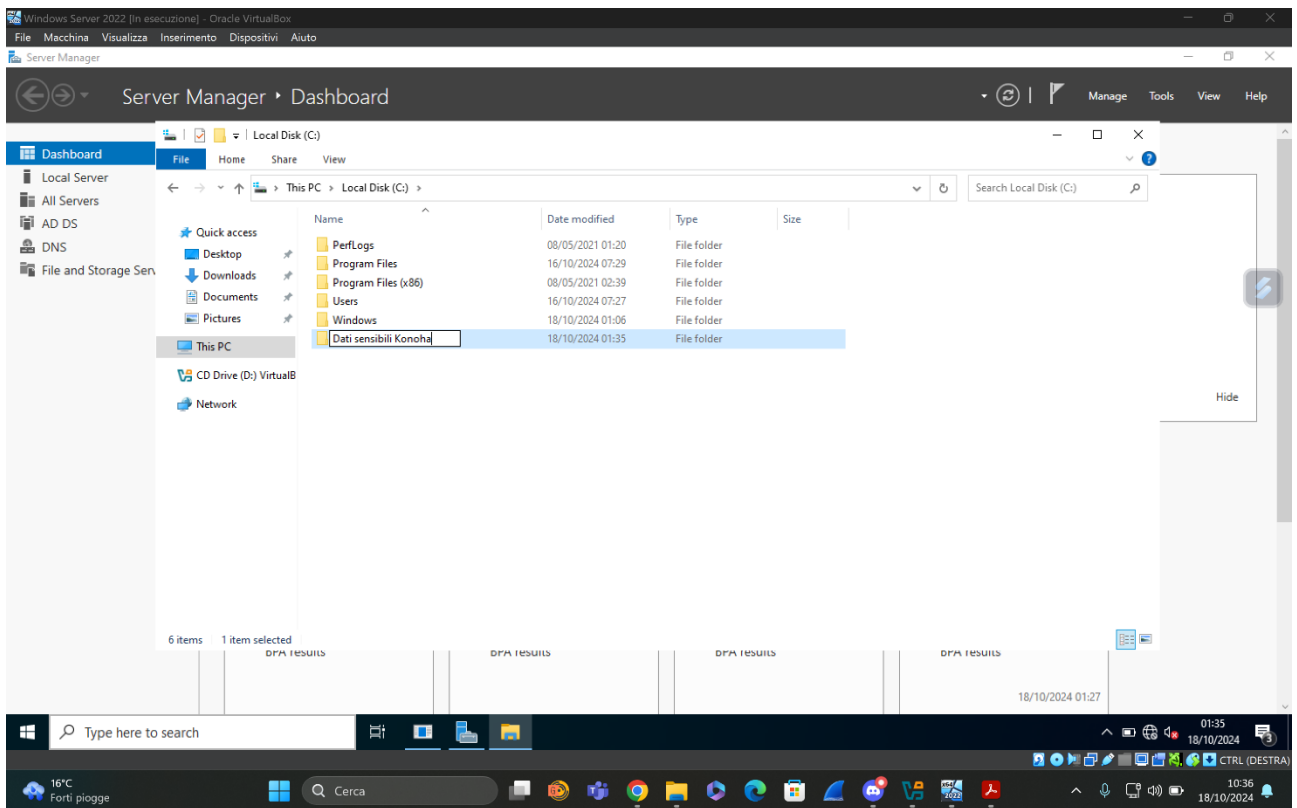 Windows Server 2022 [In esecuzione] - Oracle VirtualBox
File Macchina Visualizza Inserimento Dispositivi Aiuto
Server Manager
Server Manager • Dashboard
Manage Tools View Help
Dashboard
Local Server
All Servers
AD DS
DNS
File and Storage Serv
Local Disk (C:)
File Home Share View
This PC > Local Disk (C:) >
Search Local Disk (C:)
Quick access
Desktop
Downloads
Documents
Pictures
This PC
CD Drive (D:) VirtualB
Network
Name Date modified Type Size
PerfLogs 08/05/2021 01:20 File folder
Program Files 16/10/2024 07:29 File folder
Program Files (x86) 08/05/2021 02:39 File folder
Users 16/10/2024 07:27 File folder
Windows 18/10/2024 01:06 File folder
Dati sensibili Konoha 18/10/2024 01:35 File folder
Hide
6 items 1 item selected
BPA results BPA results BPA results BPA results
18/10/2024 01:27
Type here to search
01:35
18/10/2024
3
CTRL (DESTRA)
16°C
Forti piogge
Cerca
x64
2022
10:36
18/10/2024